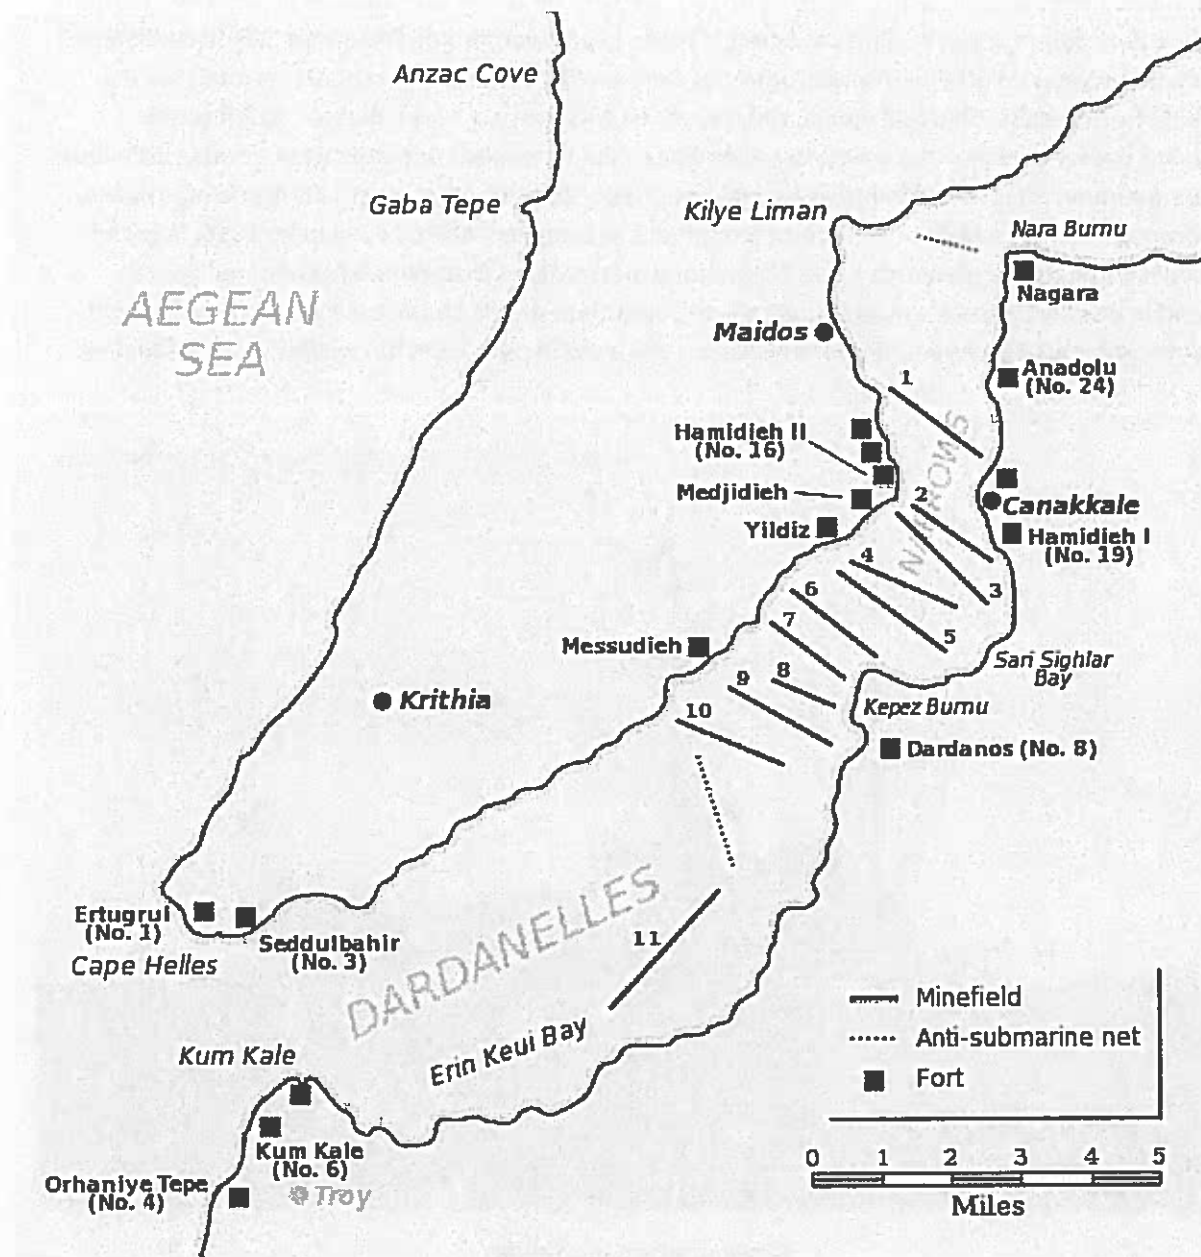 Anzac Cove
Gaba Tepe
Kilye Liman
Nara Burnu
Nagara
AEGEAN
SEA
Maidos
Anadolu
(No. 24)
1
Hamidieh II
(No. 16)
NARROWS
Medjidieh
2
Canakkale
Yildiz
Hamidieh I
(No. 19)
4
3
6
7
5
Messudieh
Sari Sighlar
Bay
9
8
Krithia
10
Kepez Burnu
Dardanos (No. 8)
Ertugrul
(No. 1)
Seddulbahir
(No. 3)
Cape Helles
DARDANELLES
11
Erin Keui Bay
Kum Kale
Kum Kale
(No. 6)
Orhaniye Tepe
(No. 4)
Troy
Minefield
Anti-submarine net
Fort
0 1 2 3 4 5
Miles